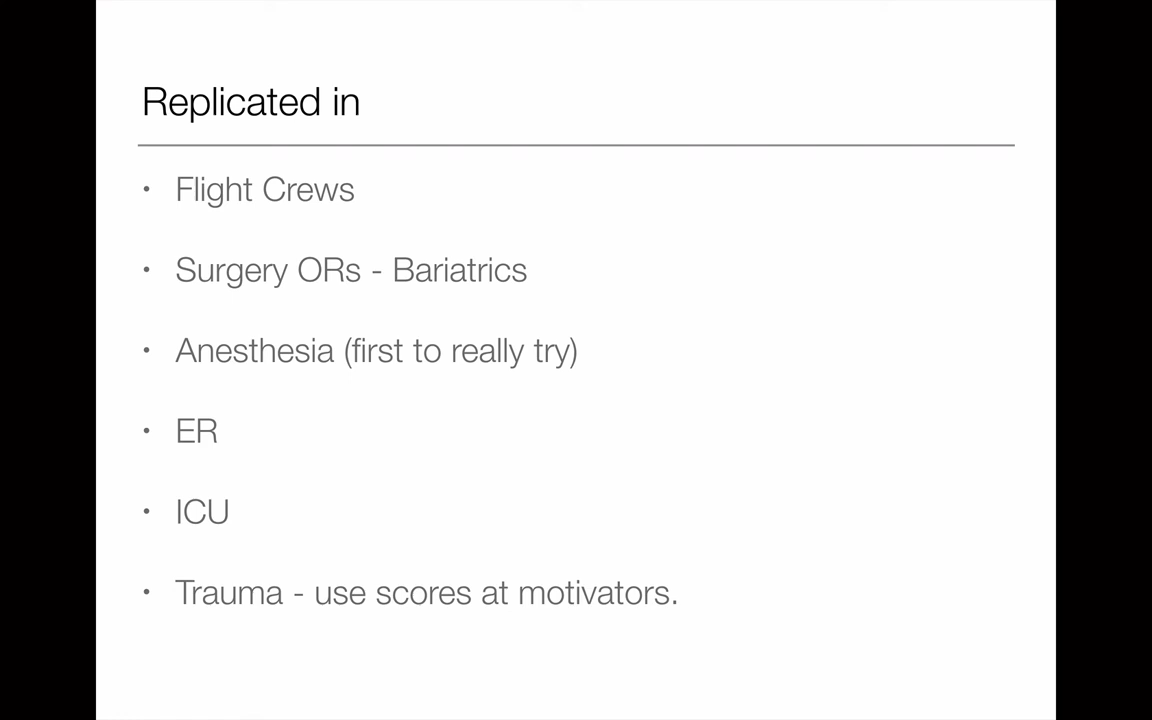 Replicated in
• Flight Crews
• Surgery ORs - Bariatrics
• Anesthesia (first to really try)
• ER
• ICU
• Trauma - use scores at motivators.